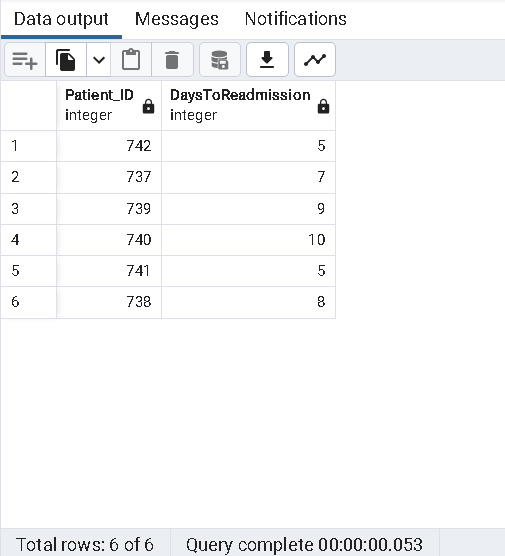 Data output Messages Notifications
Patient_ID DaysToReadmission
integer integer
1 742 5
2 737 7
3 739 9
4 740 10
5 741 5
6 738 8
Total rows: 6 of 6 Query complete 00:00:00.053